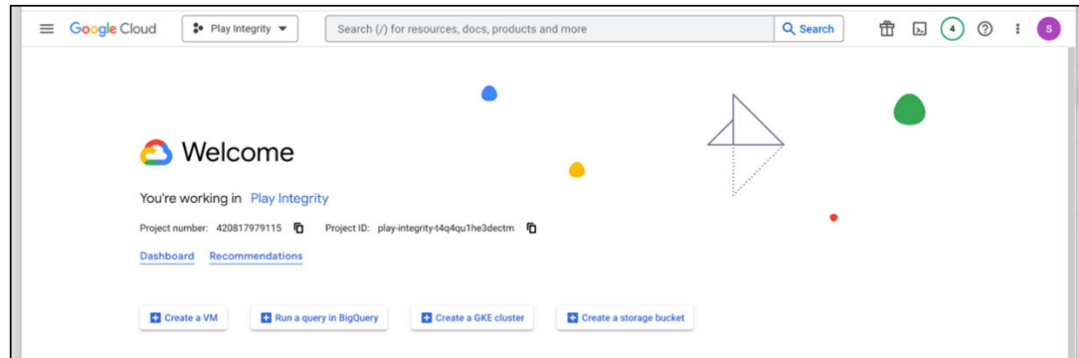 Google Cloud Play Integrity Search (/) for resources, docs, products and more Search 4 S
Welcome
You're working in Play Integrity
Project number: 420817979115 Project ID: play-integrity-t4q4qu1he3dectm
Dashboard Recommendations
Create a VM Run a query in BigQuery Create a GKE cluster Create a storage bucket